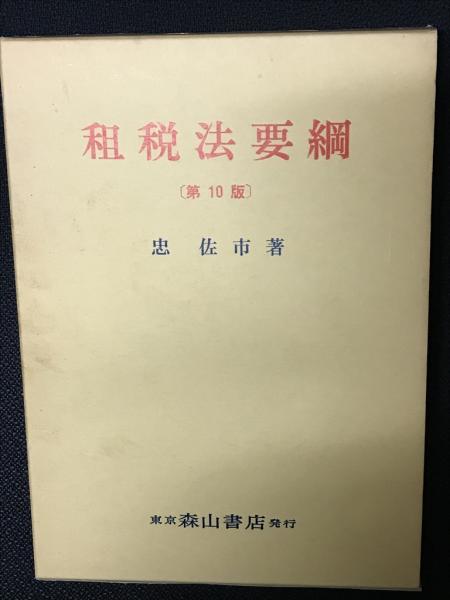 租税法要綱
〔第10版〕
忠 佐市著
東京 森山書店 発行